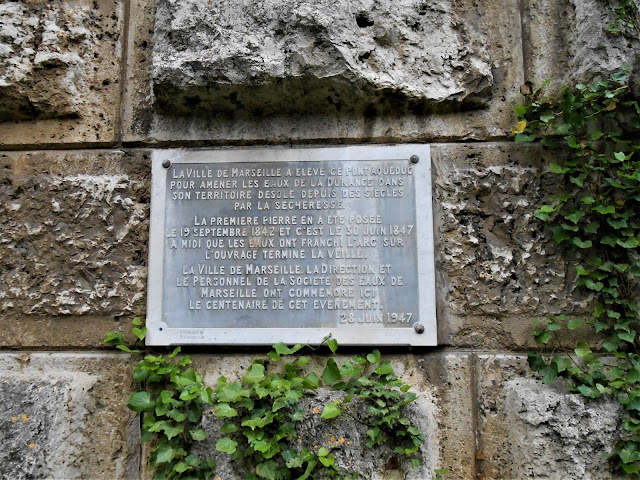 LA VILLE DE MARSEILLE A ELEVÉ CE PONT AQUEDUC
POUR AMENER LES EAUX DE LA DURANCE DANS
SON TERRITOIRE DESOLÉ DEPUIS DES SIECLES
PAR LA SECHERESSE.
LA PREMIERE PIERRE EN A ETE POSEE
LE 19 SEPTEMBRE 1842 ET C'EST LE 30 JUIN 1847
A MIDI QUE LES EAUX ONT FRANCHI L'ARC SUR
L'OUVRAGE TERMINE LA VEILLE.
LA VILLE DE MARSEILLE, LA DIRECTION ET
LE PERSONNEL DE LA SOCIETE DES EAUX DE
MARSEILLE ONT COMMEMORE ICI
LE CENTENAIRE DE CET EVENEMENT.
28 JUIN 1947